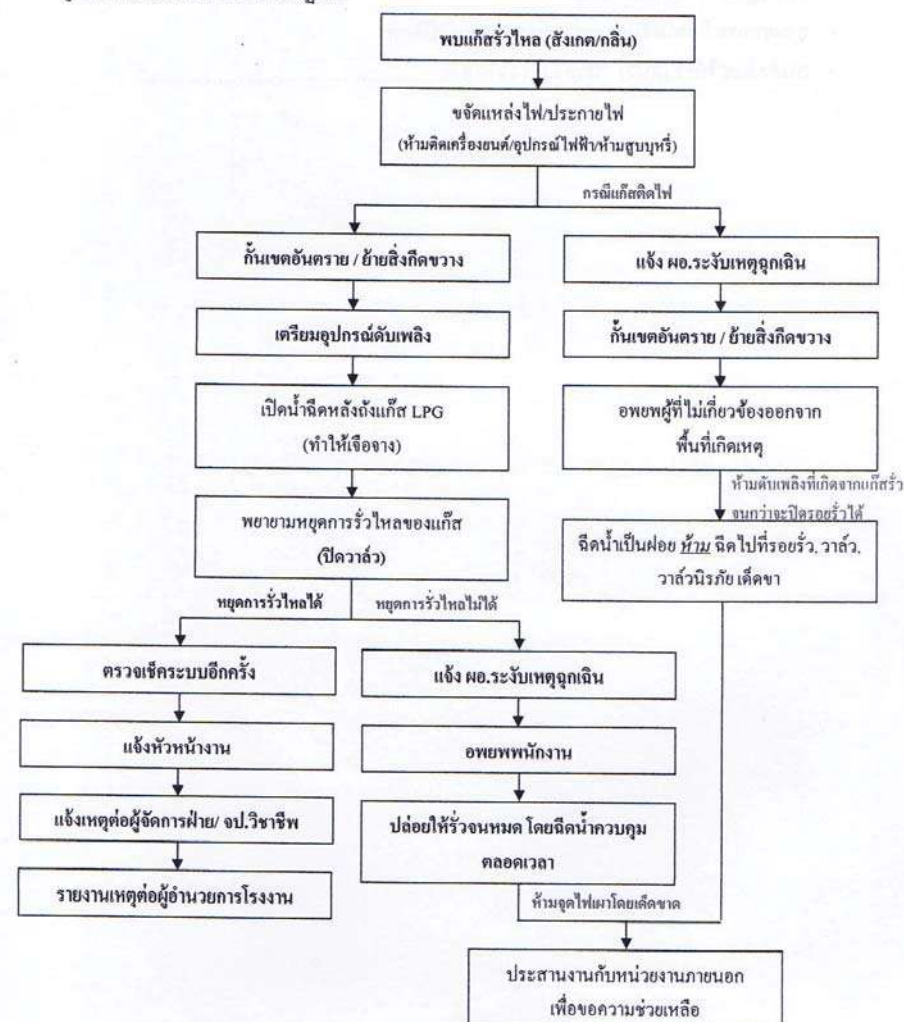 พบแก๊สรั่วไหล (สังเกต/กลิ่น)
ขจัดแหล่งไฟ/ประกายไฟ
(ห้ามติดเครื่องยนต์/อุปกรณ์ไฟฟ้า/ห้ามสูบบุหรี่)
กรณีแก๊สติดไฟ
กั้นเขตอันตราย / ย้ายสิ่งกีดขวาง
แจ้ง ผอ.ระงับเหตุฉุกเฉิน
เตรียมอุปกรณ์ดับเพลิง
กั้นเขตอันตราย / ย้ายสิ่งกีดขวาง
เปิดน้ำฉีดหลังถังแก๊ส LPG
(ทำให้เจือจาง)
อพยพผู้ที่ไม่เกี่ยวข้องออกจาก
พื้นที่เกิดเหตุ
ห้ามดับเพลิงที่เกิดจากแก๊สรั่ว
จนกว่าจะปิดรอยรั่วได้
พยายามหยุดการรั่วไหลของแก๊ส
(ปิดวาล์ว)
ฉีดน้ำเป็นฝอย ห้าม ฉีดไปที่รอยรั่ว, วาล์ว,
วาล์วนิรภัย เด็ดขา
หยุดการรั่วไหลได้
หยุดการรั่วไหลไม่ได้
ตรวจเช็คระบบอีกครั้ง
แจ้ง ผอ.ระงับเหตุฉุกเฉิน
แจ้งหัวหน้างาน
อพยพพนักงาน
แจ้งเหตุต่อผู้จัดการฝ่าย/ จป.วิชาชีพ
ปล่อยให้รั่วจนหมด โดยฉีดน้ำควบคุม
ตลอดเวลา
รายงานเหตุต่อผู้อำนวยการโรงงาน
ห้ามจุดไฟเผาโดยเด็ดขาด
ประสานงานกับหน่วยงานภายนอก
เพื่อขอความช่วยเหลือ